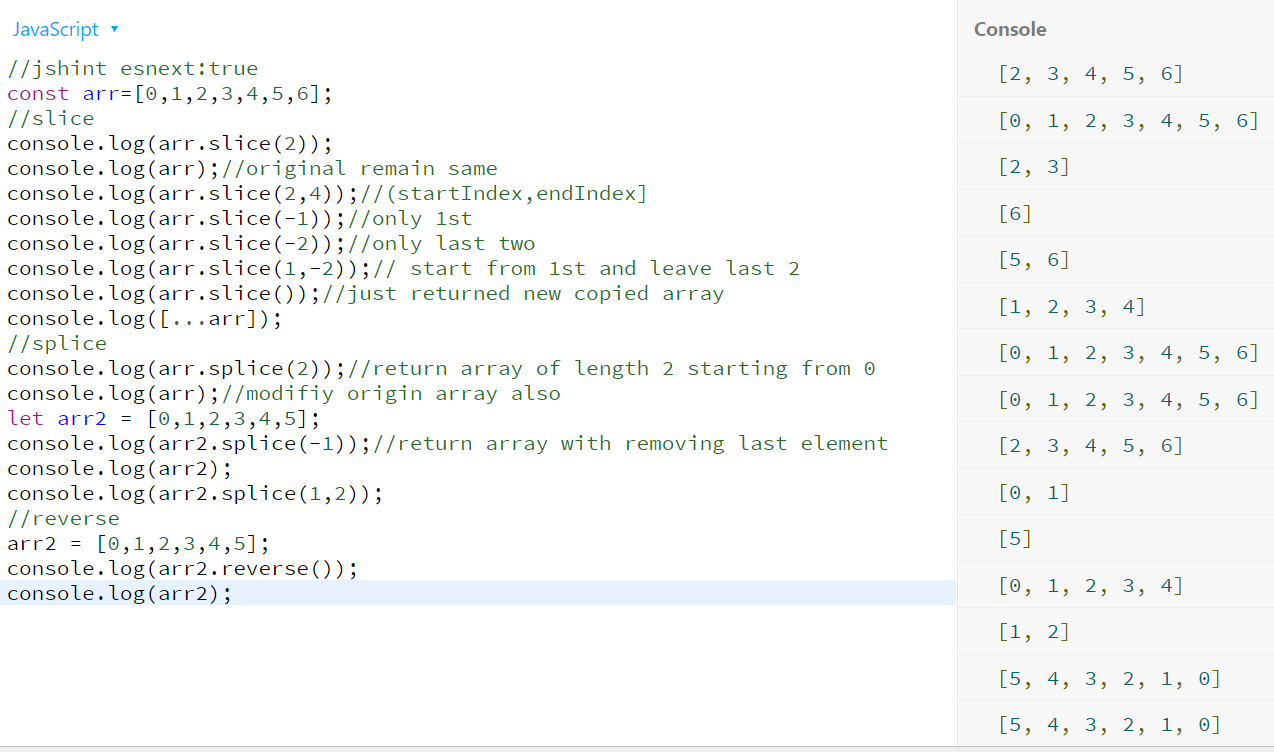 JavaScript ▾
//jshint esnext:true
const arr=[0,1,2,3,4,5,6];
//slice
console.log(arr.slice(2));
console.log(arr);//original remain same
console.log(arr.slice(2,4));//(startIndex,endIndex]
console.log(arr.slice(-1));//only 1st
console.log(arr.slice(-2));//only last two
console.log(arr.slice(1,-2));// start from 1st and leave last 2
console.log(arr.slice());//just returned new copied array
console.log([...arr]);
//splice
console.log(arr.splice(2));//return array of length 2 starting from 0
console.log(arr);//modifiy origin array also
let arr2 = [0,1,2,3,4,5];
console.log(arr2.splice(-1));//return array with removing last element
console.log(arr2);
console.log(arr2.splice(1,2));
//reverse
arr2 = [0,1,2,3,4,5];
console.log(arr2.reverse());
console.log(arr2);
Console
[2, 3, 4, 5, 6]
[0, 1, 2, 3, 4, 5, 6]
[2, 3]
[6]
[5, 6]
[1, 2, 3, 4]
[0, 1, 2, 3, 4, 5, 6]
[0, 1, 2, 3, 4, 5, 6]
[2, 3, 4, 5, 6]
[0, 1]
[5]
[0, 1, 2, 3, 4]
[1, 2]
[5, 4, 3, 2, 1, 0]
[5, 4, 3, 2, 1, 0]